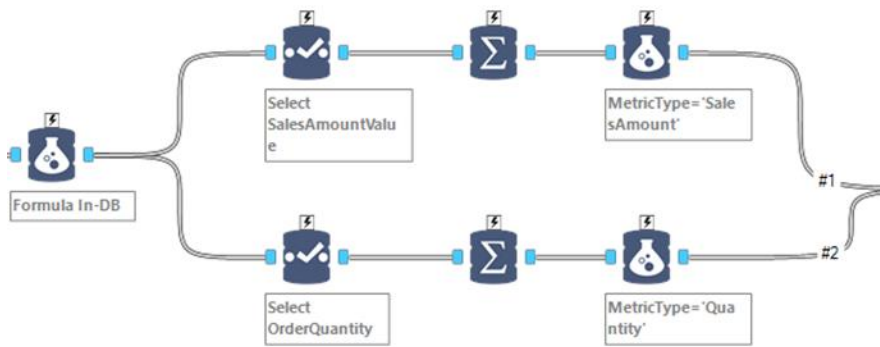 Select
SalesAmountValu
e
MetricType='Sale
sAmount'
#1
Formula In-DB
#2
Select
OrderQuantity
MetricType='Qua
ntity'